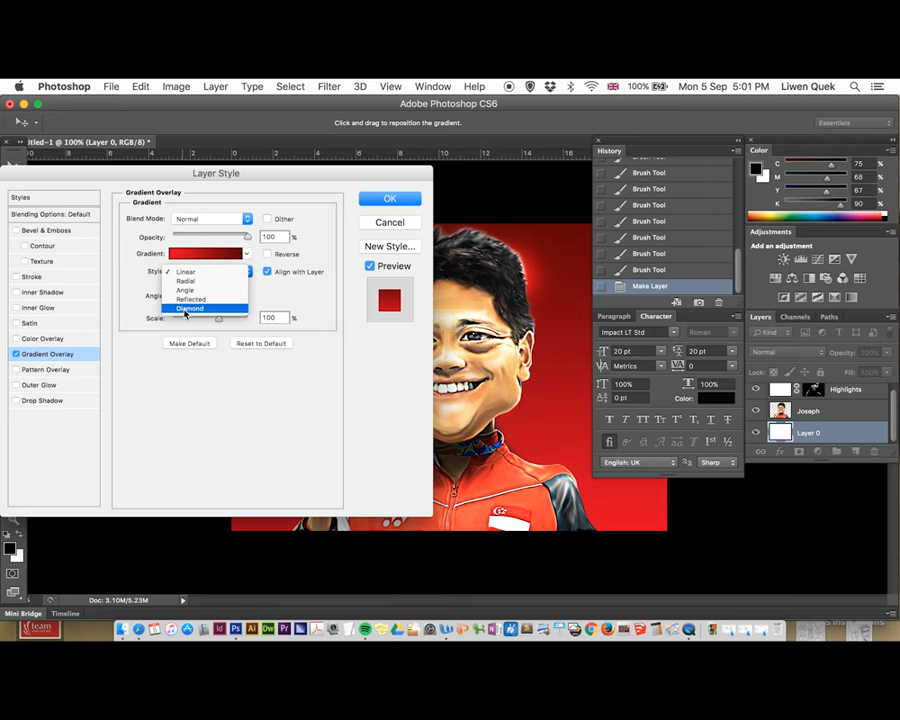 Photoshop File Edit Image Layer Type Select Filter 3D View Window Help 100% Mon 5 Sep 5:01 PM Liwen Quek
Adobe Photoshop CS6
Click and drag to reposition the gradient. Essentials
ntitled-1 @ 100% (Layer 0, RGB/8) *
Layer Style
Styles
Blending Options: Default
Bevel & Emboss
Contour
Texture
Stroke
Inner Shadow
Inner Glow
Satin
Color Overlay
Gradient Overlay
Pattern Overlay
Outer Glow
Drop Shadow
Gradient Overlay
Gradient
Blend Mode: Normal Dither
Opacity: 100 %
Gradient: Reverse
Style: Align with Layer
Linear
Radial
Angle
Reflected
Diamond
Scale: 100 %
Make Default Reset to Default
OK
Cancel
New Style...
Preview
History
Brush Tool
Brush Tool
Brush Tool
Brush Tool
Brush Tool
Brush Tool
Brush Tool
Make Layer
Paragraph Character
Impact LT Std Roman
20 pt 20 pt
Metrics 0
100% 100%
0 pt Color:
English: UK Sharp
Color
C 75 %
M 68 %
Y 67 %
K 90 %
Adjustments
Add an adjustment
Layers Channels Paths
Kind
Normal Opacity:
Lock: Fill:
Highlights
Joseph
Layer 0
Doc: 3.10M/5.23M
Mini Bridge Timeline
team